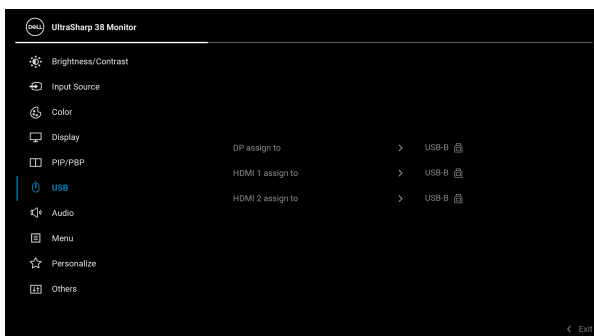 DELL UltraSharp 38 Monitor
Brightness/Contrast
Input Source
Color
Display
DP assign to > USB-B
PIP/PBP
HDMI 1 assign to > USB-B
USB
HDMI 2 assign to > USB-B
Audio
Menu
Personalize
Others
< Exit